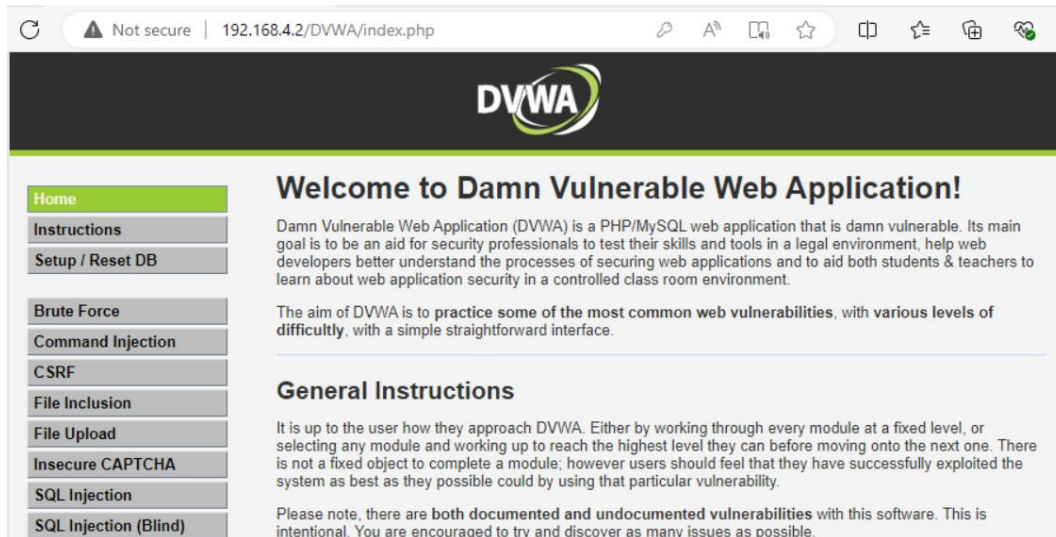 Not secure | 192.168.4.2/DVWA/index.php
DVWA
Home
Instructions
Setup / Reset DB
Brute Force
Command Injection
CSRF
File Inclusion
File Upload
Insecure CAPTCHA
SQL Injection
SQL Injection (Blind)
Welcome to Damn Vulnerable Web Application!
Damn Vulnerable Web Application (DVWA) is a PHP/MySQL web application that is damn vulnerable. Its main
goal is to be an aid for security professionals to test their skills and tools in a legal environment, help web
developers better understand the processes of securing web applications and to aid both students & teachers to
learn about web application security in a controlled class room environment.
The aim of DVWA is to practice some of the most common web vulnerabilities, with various levels of
difficultly, with a simple straightforward interface.
General Instructions
It is up to the user how they approach DVWA. Either by working through every module at a fixed level, or
selecting any module and working up to reach the highest level they can before moving onto the next one. There
is not a fixed object to complete a module; however users should feel that they have successfully exploited the
system as best as they possible could by using that particular vulnerability.
Please note, there are both documented and undocumented vulnerabilities with this software. This is
intentional. You are encouraged to try and discover as many issues as possible.